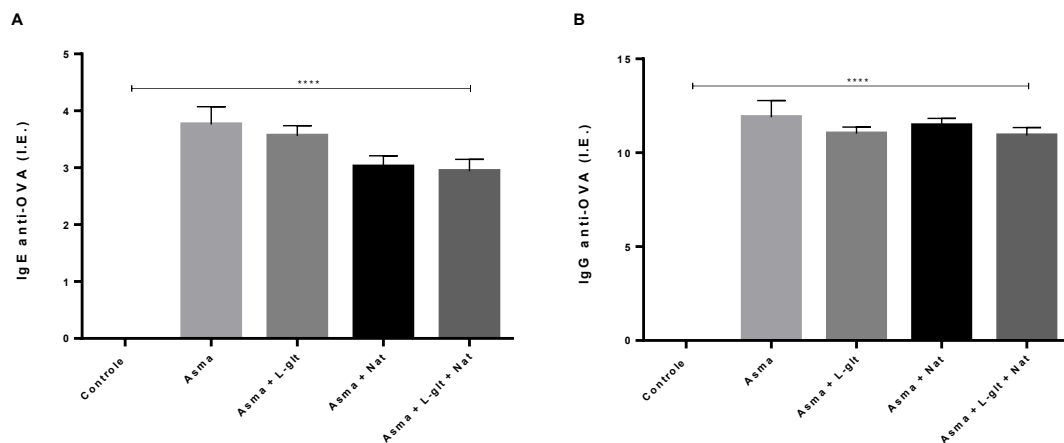 A
IgE anti-OVA (I.E.)
5
4
3
2
1
0
****
Controle
Asma
Asma + L-glt
Asma + Nat
Asma + L-glt + Nat
B
IgG anti-OVA (I.E.)
15
10
5
0
****
Controle
Asma
Asma + L-glt
Asma + Nat
Asma + L-glt + Nat